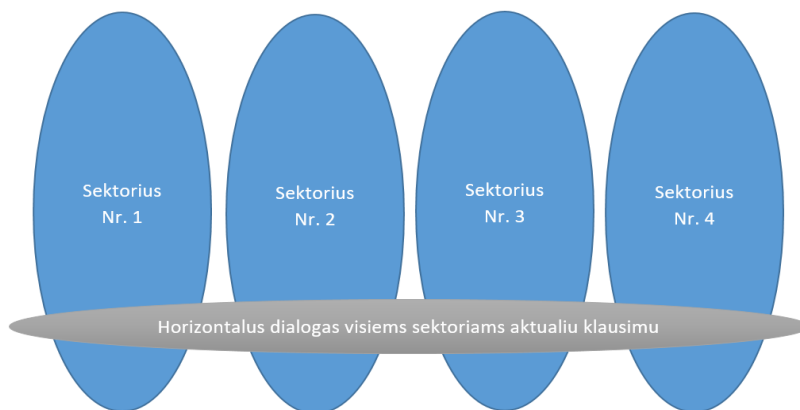 Sektorius
Nr. 1
Sektorius
Nr. 2
Sektorius
Nr. 3
Sektorius
Nr. 4
Horizontalus dialogas visiems sektoriams aktualiu klausimu